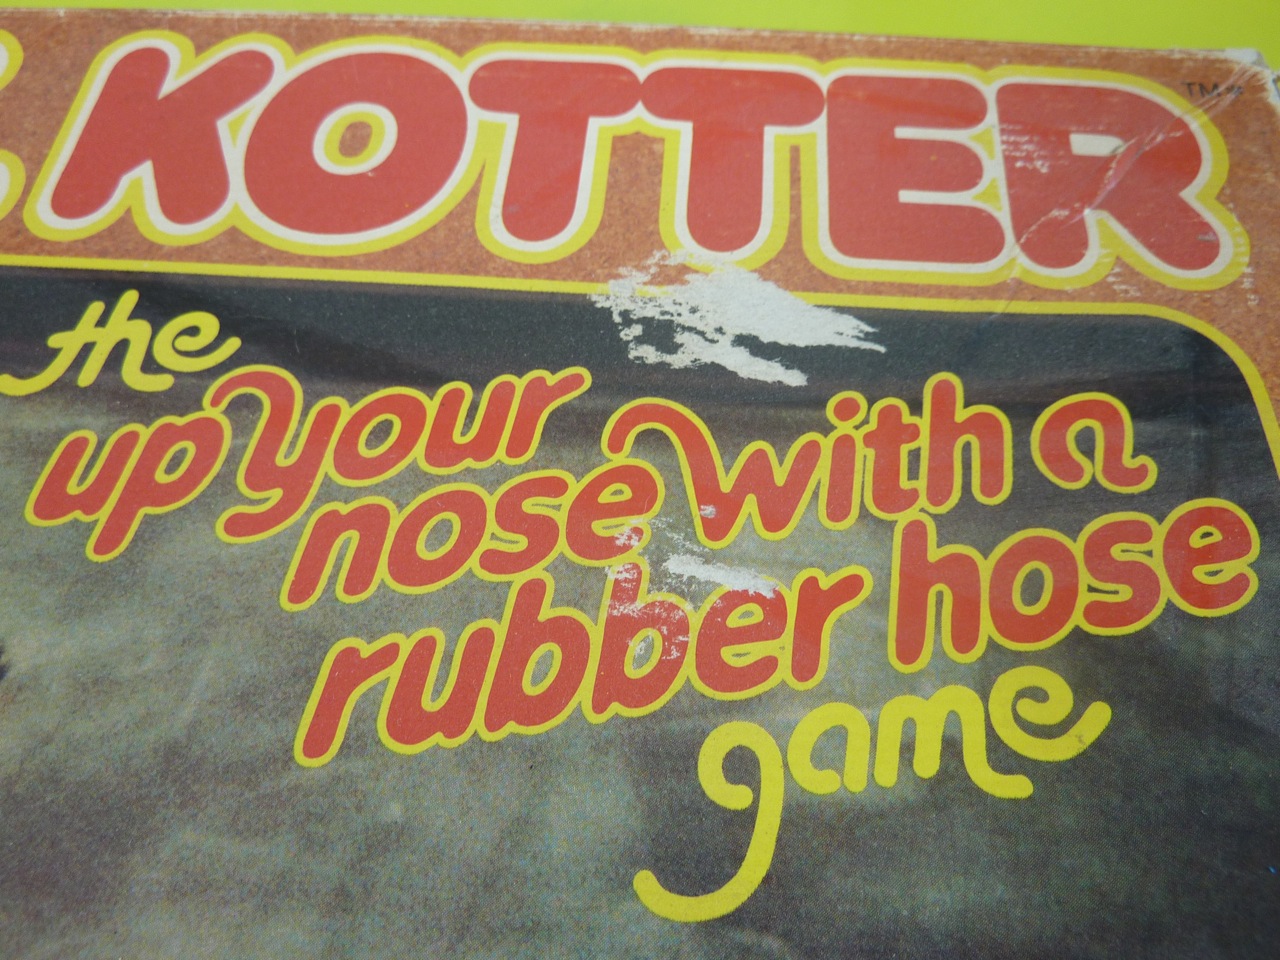 KOTTER TM*
the
up your
nose with a
rubber hose
game